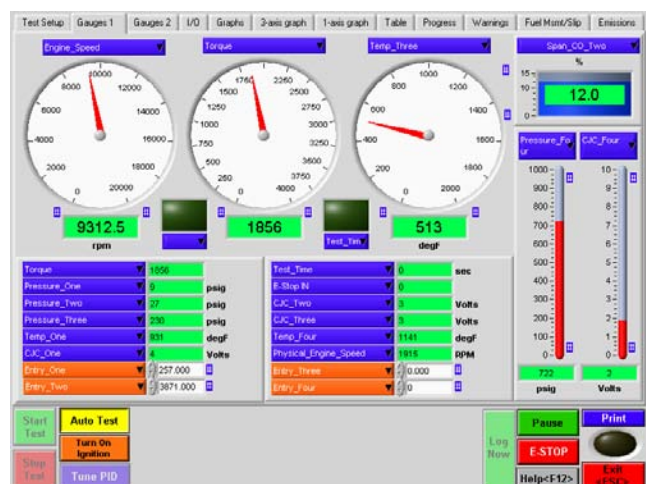 Test Setup Gauges 1 Gauges 2 I/O Graphs 3-axis graph 1-axis graph Table Progress Warnings Fuel Msmt/Slip Emissions
Engine_Speed Torque Temp_Three Span_CO_Two
%
15
10
0
12.0
0 2000 4000 6000 8000 10000 12000 14000 16000 18000 20000
0 250 500 750 1000 1250 1750 2250 2500 2750 3000 3250 3500 3750 4000
0 200 400 600 800 1000 1200 1400 1600 1800
9312.5
rpm
1856
Test_Tim
513
degF
Pressure_Fo
ur
CJC_Four
1000
900
800
700
600
500
400
300
200
100
0
10
9
8
7
6
5
4
3
2
1
0
722
psig
2
Volts
Torque 1856
Pressure_One 9 psig
Pressure_Two 27 psig
Pressure_Three 230 psig
Temp_One 931 degF
CJC_One 4 Volts
Entry_One 257.000
Entry_Two 3871.000
Test_Time 0 sec
E-Stop IN 0
CJC_Two 3 Volts
CJC_Three 3 Volts
Temp_Four 1141 degF
Physical_Engine_Speed 1815 RPM
Entry_Three 0.000
Entry_Four 0
Start
Test
Auto Test
Turn On
Ignition
Stop
Test
Tune PID
Log
Now
Pause
E-STOP
Help<F12>
Print
Exit
<ESC>